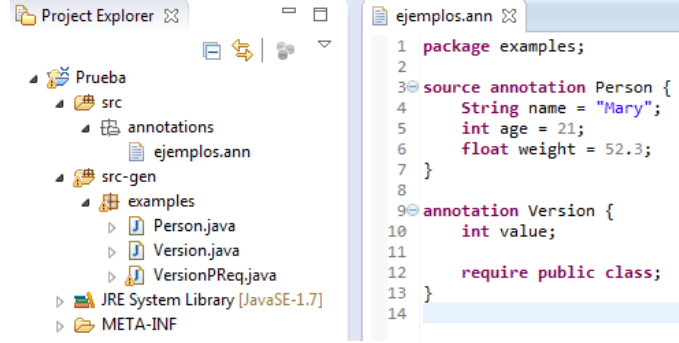 Project Explorer
Prueba
src
annotations
ejemplos.ann
src-gen
examples
Person.java
Version.java
VersionPReq.java
JRE System Library [JavaSE-1.7]
META-INF
ejemplos.ann
1 package examples;
2
3 source annotation Person {
4     String name = "Mary";
5     int age = 21;
6     float weight = 52.3;
7 }
8
9 annotation Version {
10     int value;
11
12     require public class;
13 }
14